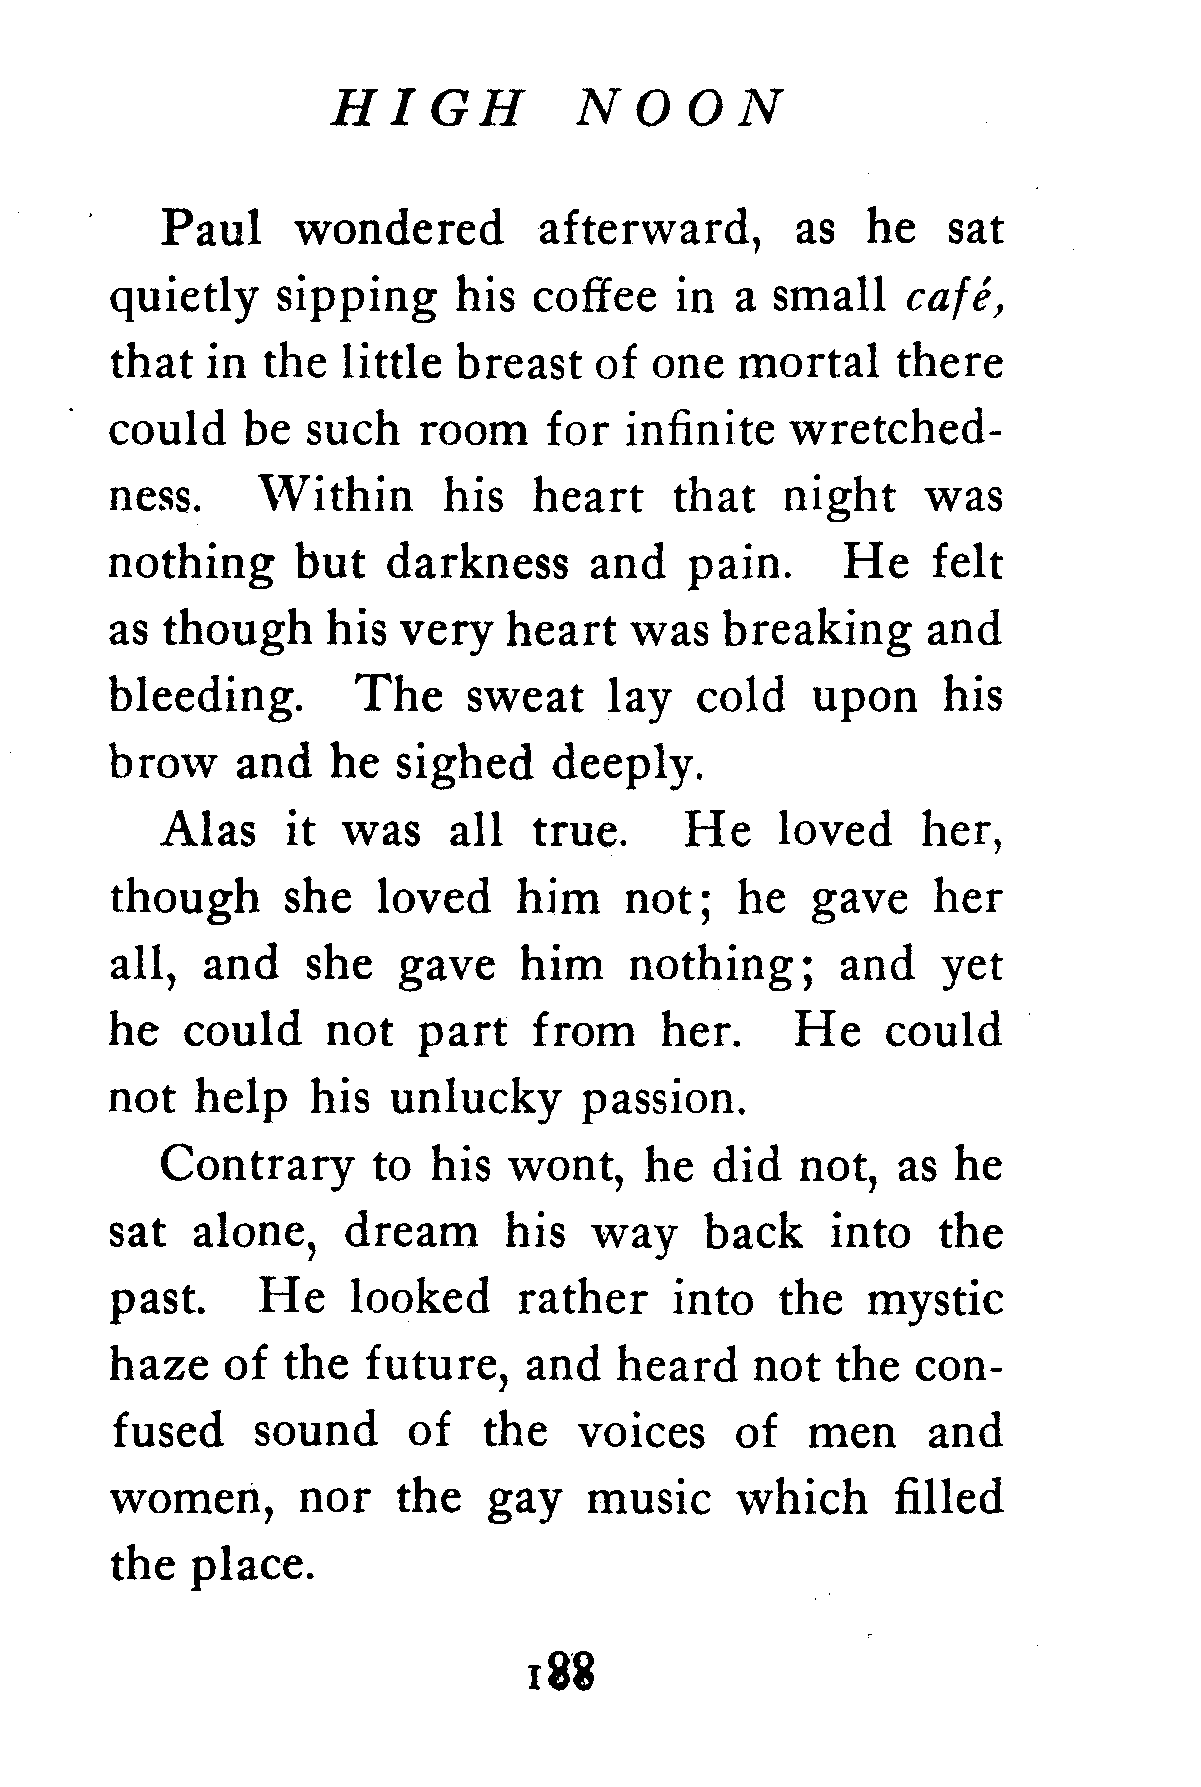 HIGH NOON
Paul wondered afterward, as he sat
quietly sipping his coffee in a small café,
that in the little breast of one mortal there
could be such room for infinite wretched-
ness. Within his heart that night was
nothing but darkness and pain. He felt
as though his very heart was breaking and
bleeding. The sweat lay cold upon his
brow and he sighed deeply.
Alas it was all true. He loved her,
though she loved him not; he gave her
all, and she gave him nothing; and yet
he could not part from her. He could
not help his unlucky passion.
Contrary to his wont, he did not, as he
sat alone, dream his way back into the
past. He looked rather into the mystic
haze of the future, and heard not the con-
fused sound of the voices of men and
women, nor the gay music which filled
the place.
188